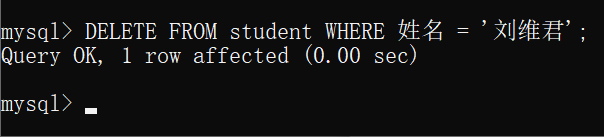 mysql> DELETE FROM student WHERE 姓名 = '刘维君';
Query OK, 1 row affected (0.00 sec)
mysql>